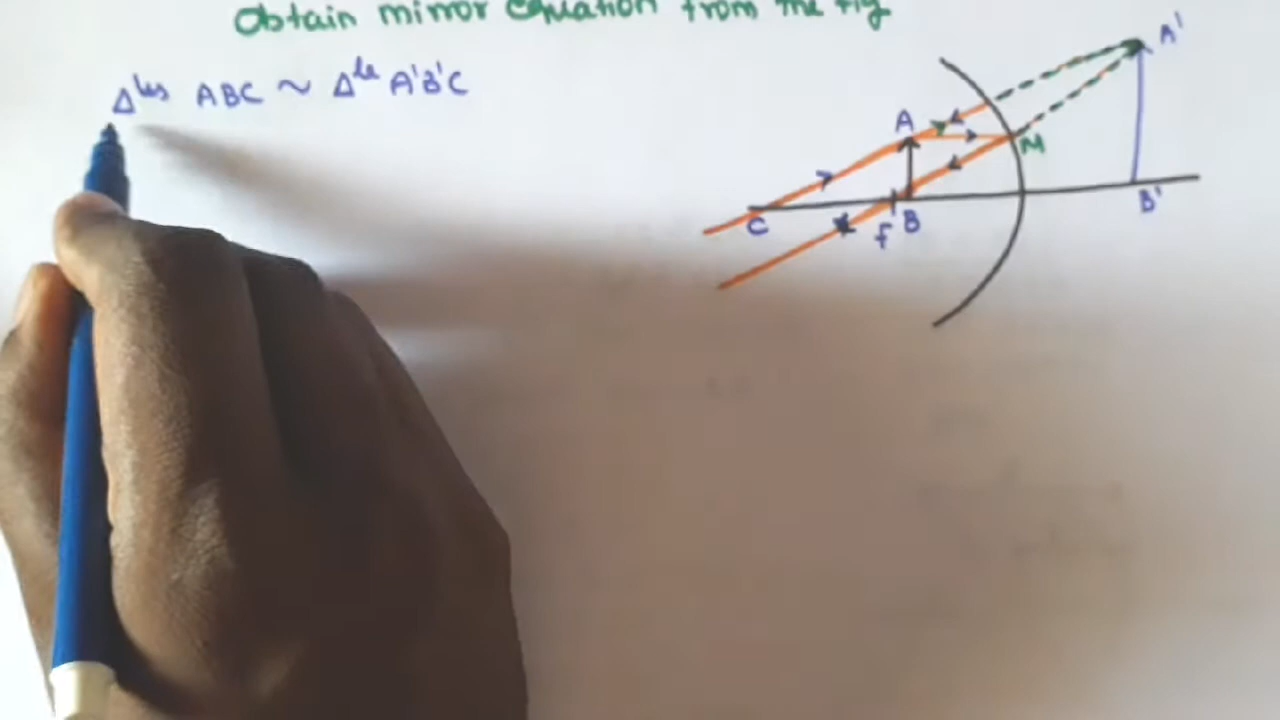 Obtain mirror equation from the fig
Δles ABC ~ Δle A'B'C
A'
A
M
C
F
B
B'